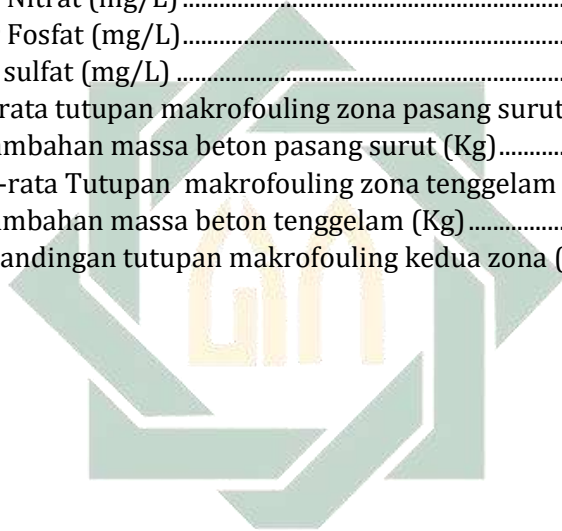 Nitrat (mg/L)
Fosfat (mg/L)
sulfat (mg/L)
rata tutupan makrofouling zona pasang surut
mbahan massa beton pasang surut (Kg)
-rata Tutupan makrofouling zona tenggelam
mbahan massa beton tenggelam (Kg)
andingan tutupan makrofouling kedua zona (